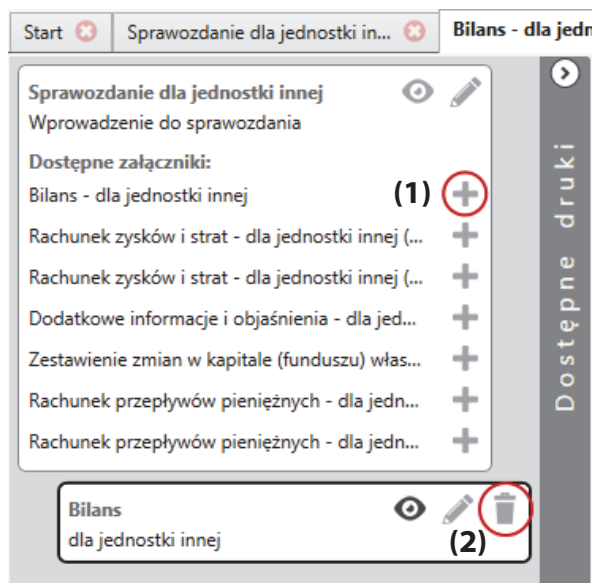 Start
Sprawozdanie dla jednostki in...
Bilans - dla jedn
Sprawozdanie dla jednostki innej
Wprowadzenie do sprawozdania
Dostępne załączniki:
Bilans - dla jednostki innej (1)
Rachunek zysków i strat - dla jednostki innej (...
Rachunek zysków i strat - dla jednostki innej (...
Dodatkowe informacje i objaśnienia - dla jed...
Zestawienie zmian w kapitale (funduszu) włas...
Rachunek przepływów pieniężnych - dla jedn...
Rachunek przepływów pieniężnych - dla jedn...
Bilans
dla jednostki innej (2)
Dostępne druki